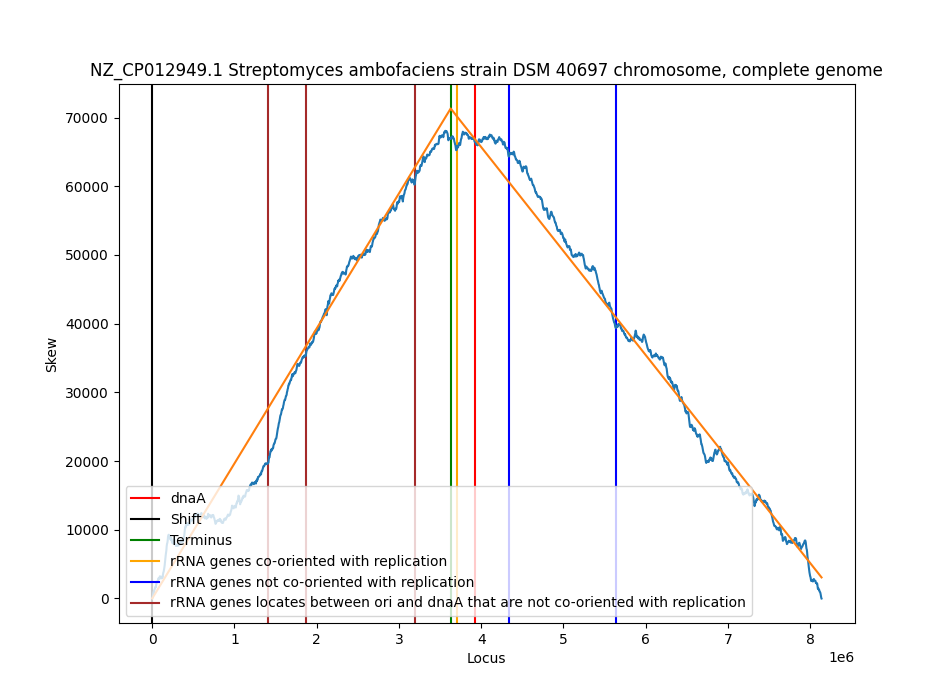 NZ_CP012949.1 Streptomyces ambofaciens strain DSM 40697 chromosome, complete genome
70000
60000
50000
40000
30000
20000
10000
0
Skew
dnaA
Shift
Terminus
rRNA genes co-oriented with replication
rRNA genes not co-oriented with replication
rRNA genes locates between ori and dnaA that are not co-oriented with replication
0 1 2 3 4 5 6 7 8
Locus
1e6